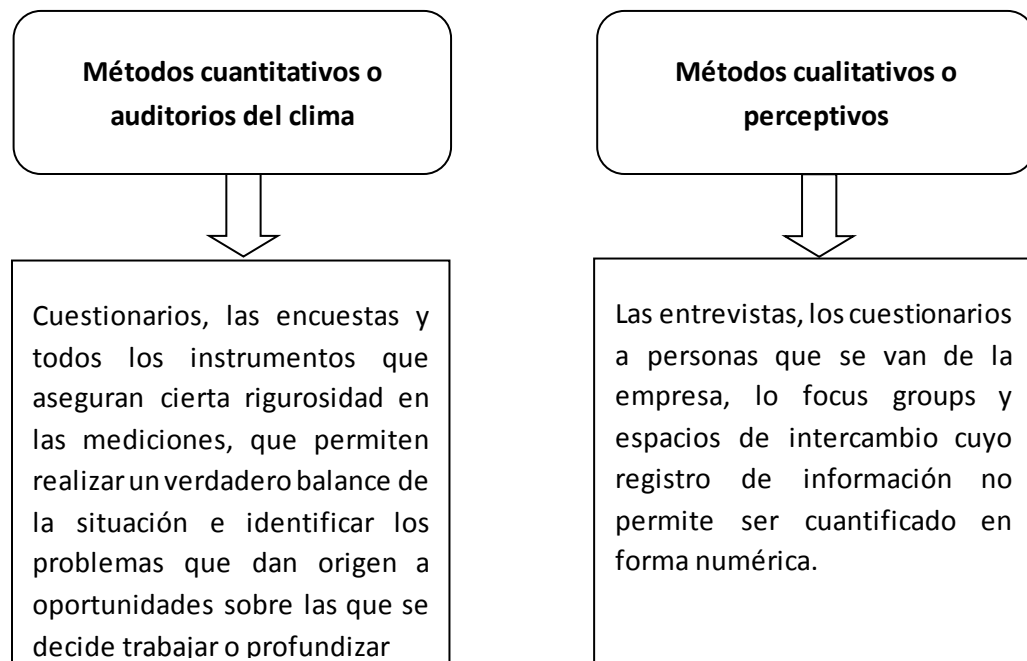 Métodos cuantitativos o
auditorios del clima
Cuestionarios, las encuestas y
todos los instrumentos que
aseguran cierta rigurosidad en
las mediciones, que permiten
realizar un verdadero balance de
la situación e identificar los
problemas que dan origen a
oportunidades sobre las que se
decide trabajar o profundizar
Métodos cualitativos o
perceptivos
Las entrevistas, los cuestionarios
a personas que se van de la
empresa, lo focus groups y
espacios de intercambio cuyo
registro de información no
permite ser cuantificado en
forma numérica.